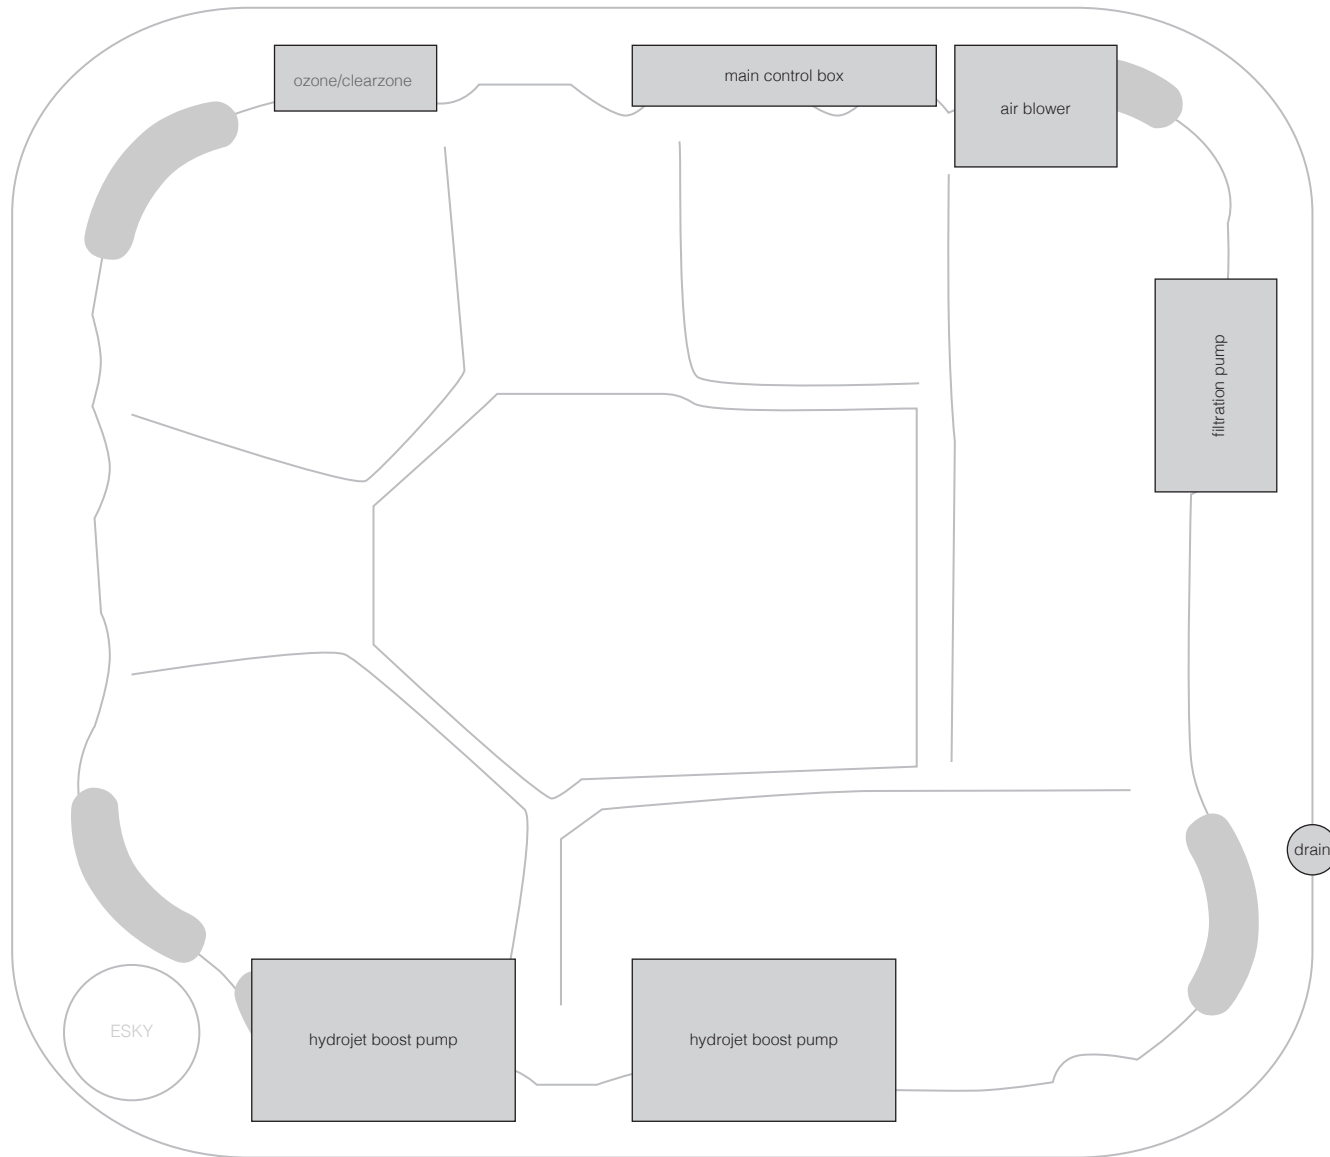 ozone/clearzone
main control box
air blower
filtration pump
drain
ESKY
hydrojet boost pump
hydrojet boost pump